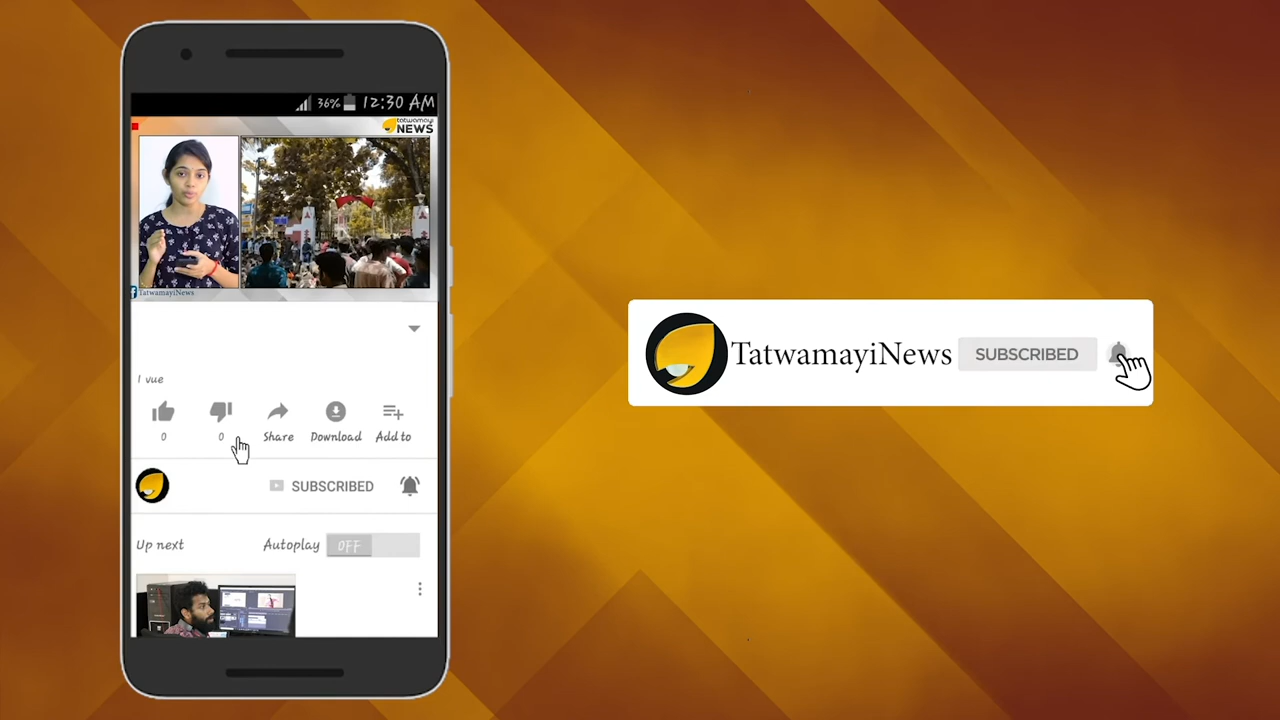 36% 12:30 AM
tatwamayi
NEWS
TatwamayiNews
1 vue
0 0 Share Download Add to
SUBSCRIBED
Up next Autoplay OFF
TatwamayiNews SUBSCRIBED